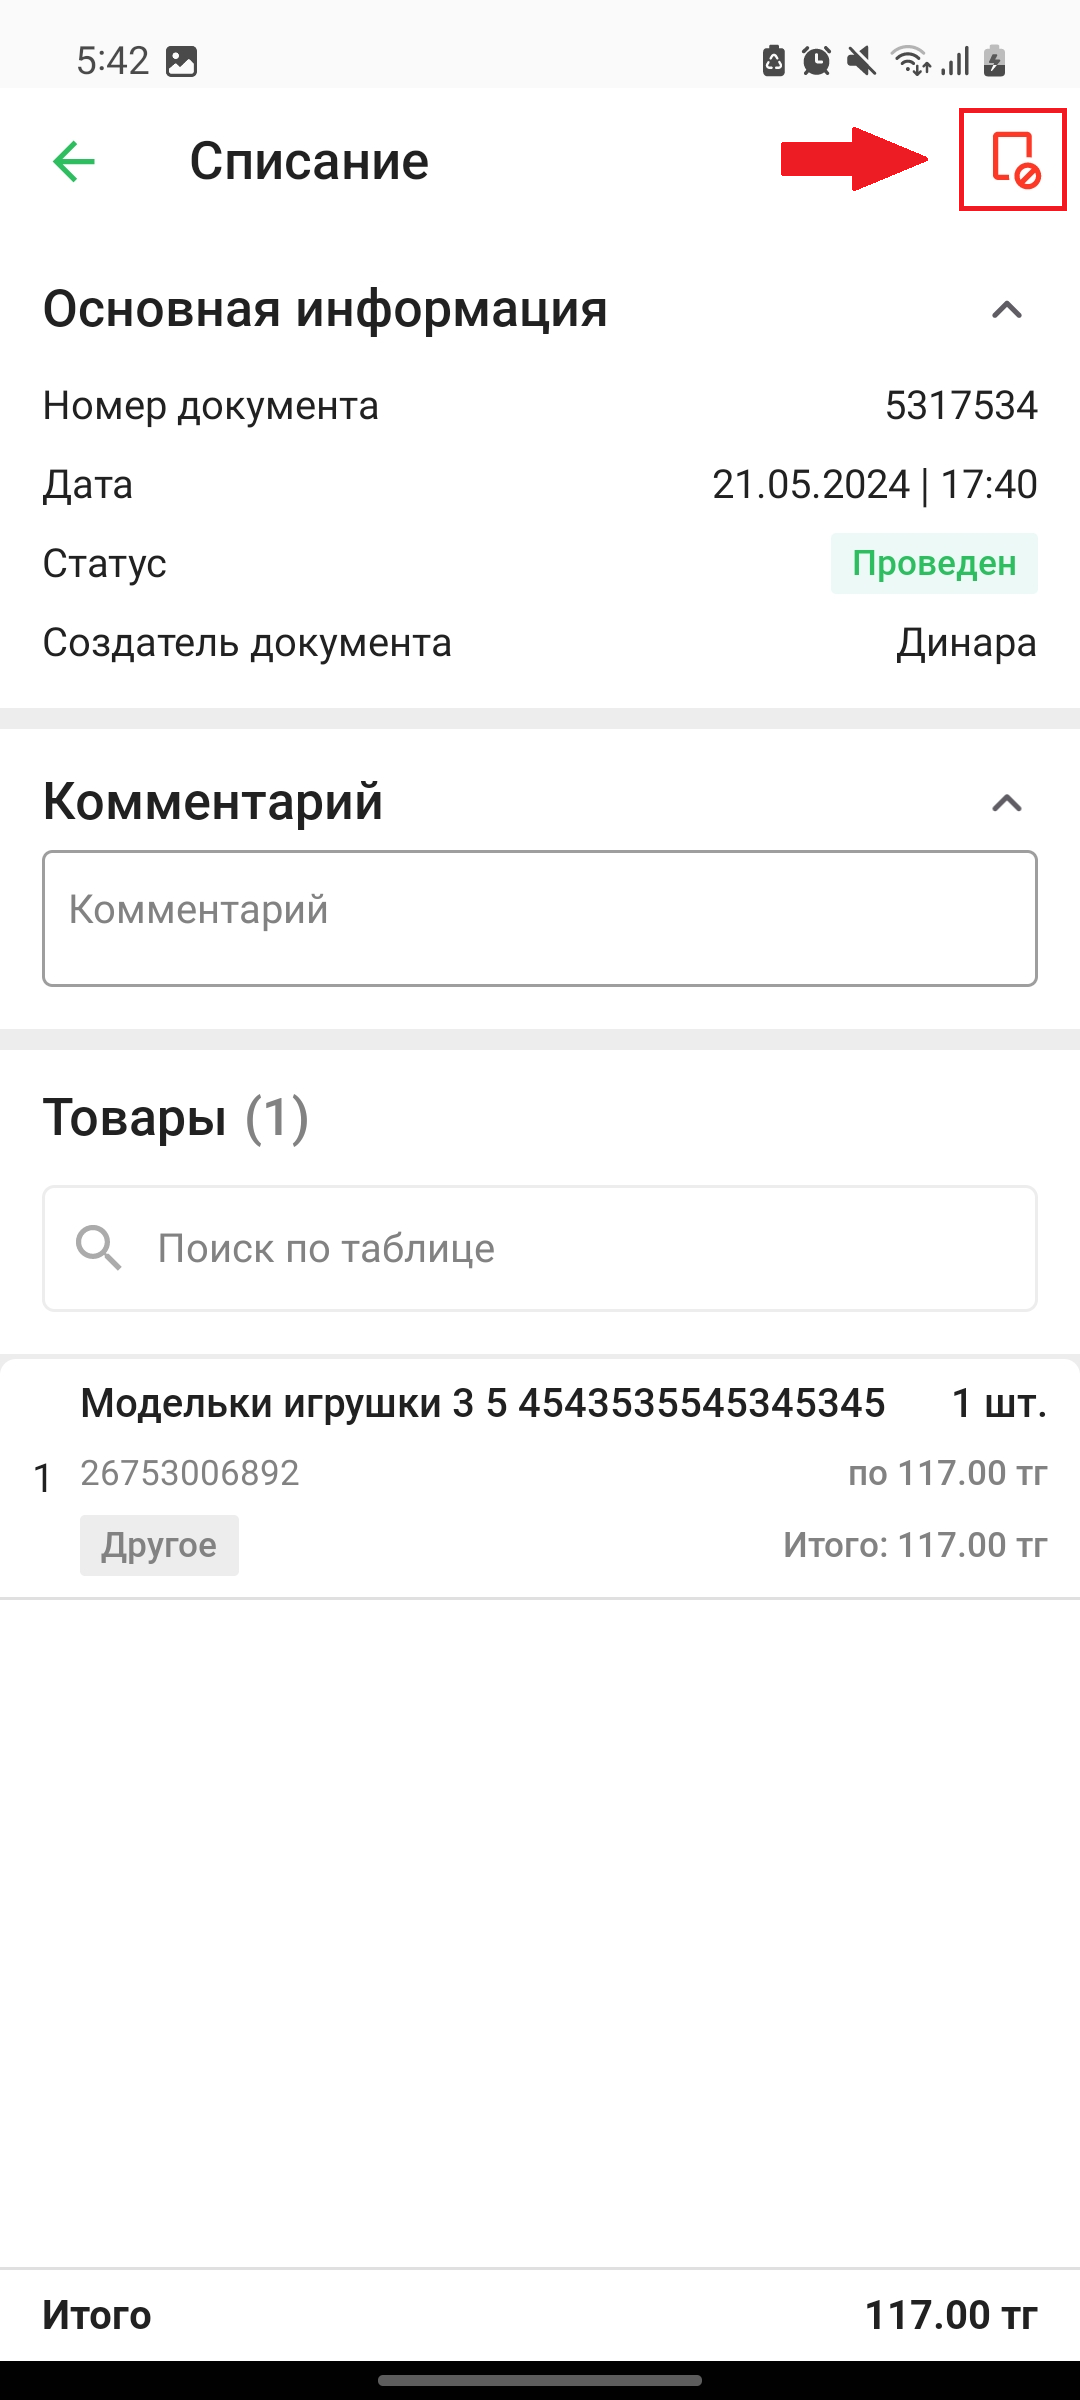 5:42
Списание
Основная информация
Номер документа 5317534
Дата 21.05.2024 | 17:40
Статус Проведен
Создатель документа Динара
Комментарий
Комментарий
Товары (1)
Поиск по таблице
Модельки игрушки 3 5 4543535545345345 1 шт.
1 26753006892 по 117.00 тг
Другое Итого: 117.00 тг
Итого 117.00 тг